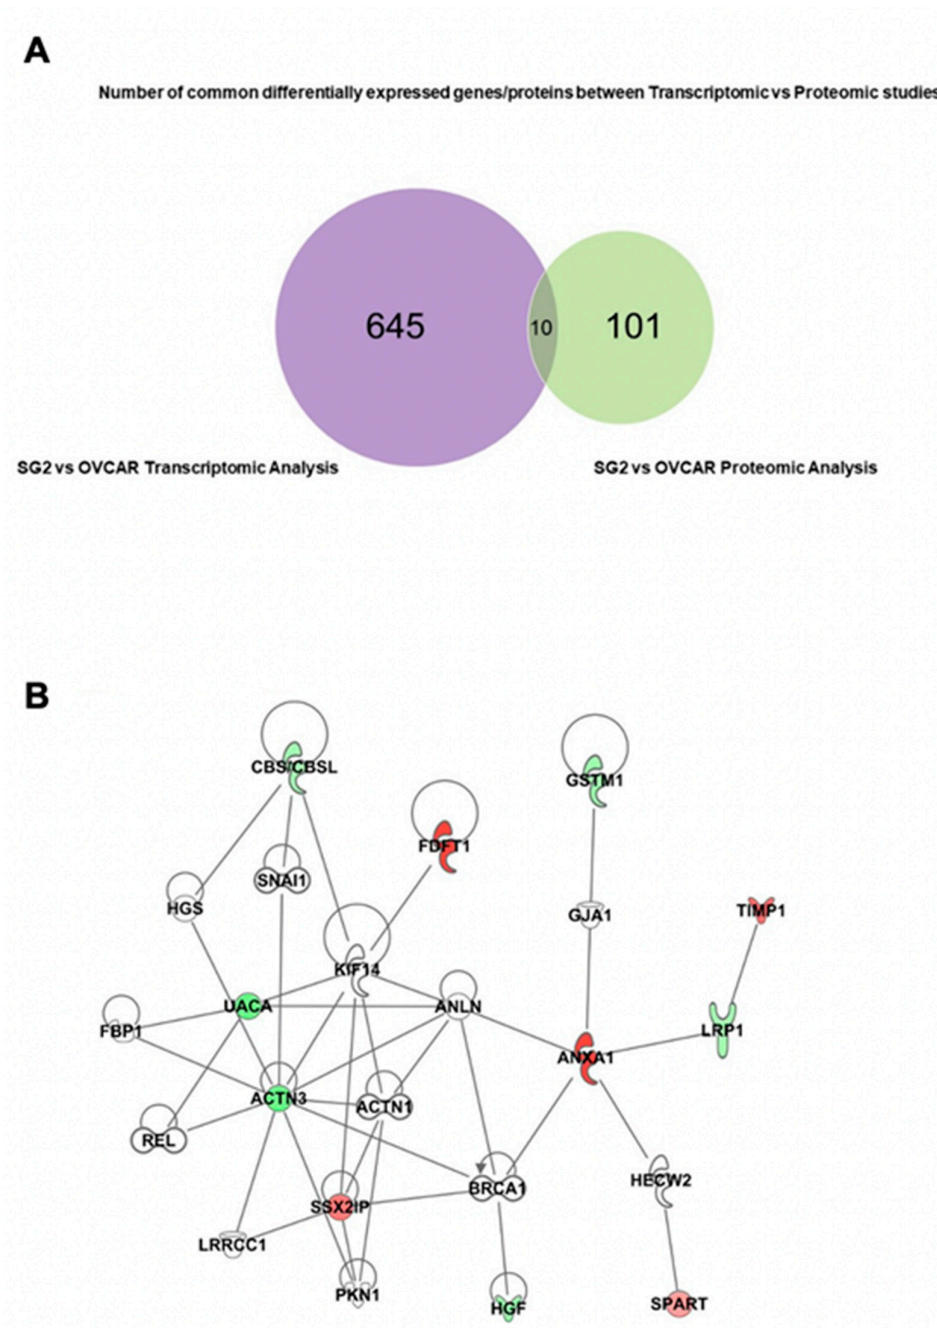 A
Number of common differentially expressed genes/proteins between Transcriptomic vs Proteomic studies
645
10
101
SG2 vs OVCAR Transcriptomic Analysis
SG2 vs OVCAR Proteomic Analysis
B
CBS/CBSL
GSTM1
FDFT1
SNAI1
HGS
GJA1
TIMP1
KIF14
UACA
ANLN
FBP1
LRP1
ANXA1
ACTN3
ACTN1
REL
HECW2
BRCA1
SSX2IP
LRRCC1
PKN1
HGF
SPART